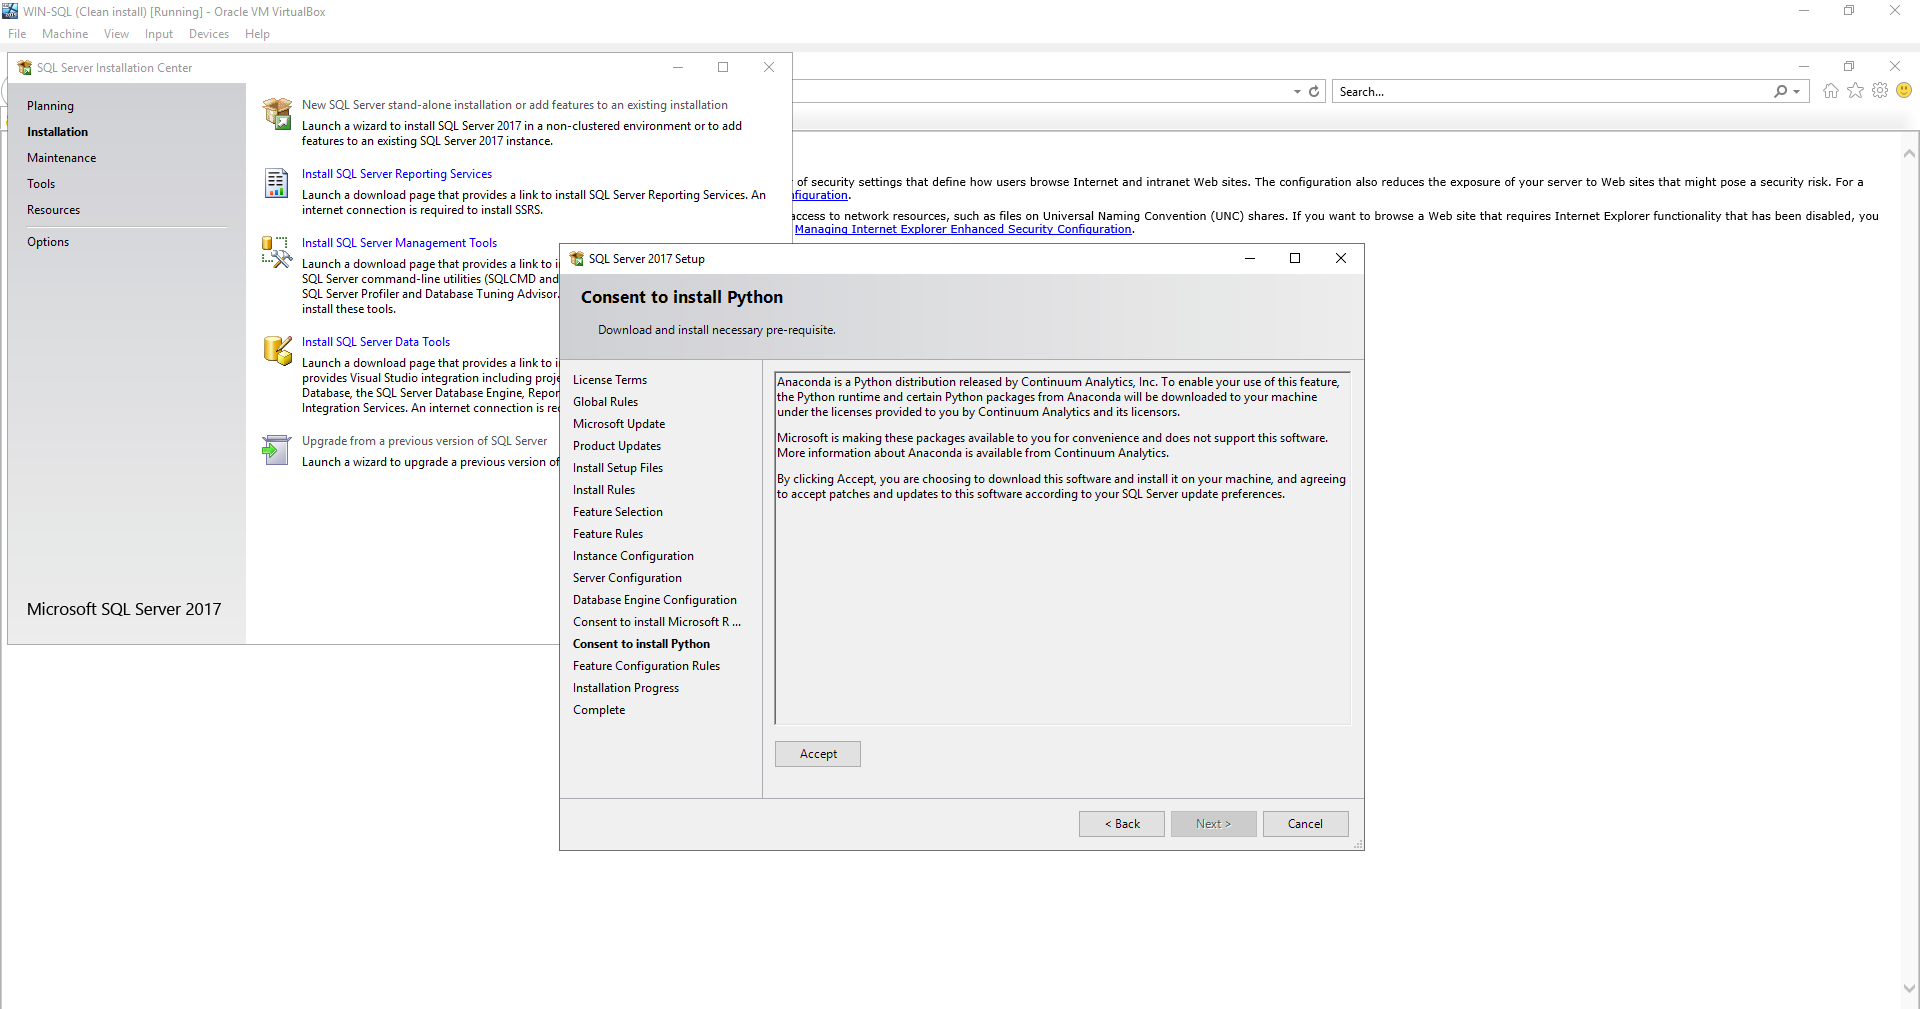 WIN-SQL (Clean install) [Running] - Oracle VM VirtualBox
File Machine View Input Devices Help
SQL Server Installation Center
Planning
Installation
Maintenance
Tools
Resources
Options
Microsoft SQL Server 2017
New SQL Server stand-alone installation or add features to an existing installation
Launch a wizard to install SQL Server 2017 in a non-clustered environment or to add
features to an existing SQL Server 2017 instance.
Install SQL Server Reporting Services
Launch a download page that provides a link to install SQL Server Reporting Services. An
internet connection is required to install SSRS.
Install SQL Server Management Tools
Launch a download page that provides a link to i
SQL Server command-line utilities (SQLCMD and
SQL Server Profiler and Database Tuning Advisor.
install these tools.
Install SQL Server Data Tools
Launch a download page that provides a link to i
provides Visual Studio integration including proje
Database, the SQL Server Database Engine, Repor
Integration Services. An internet connection is re
Upgrade from a previous version of SQL Server
Launch a wizard to upgrade a previous version of
Search...
of security settings that define how users browse Internet and intranet Web sites. The configuration also reduces the exposure of your server to Web sites that might pose a security risk. For a
nfiguration.
access to network resources, such as files on Universal Naming Convention (UNC) shares. If you want to browse a Web site that requires Internet Explorer functionality that has been disabled, you
Managing Internet Explorer Enhanced Security Configuration.
SQL Server 2017 Setup
Consent to install Python
Download and install necessary pre-requisite.
License Terms
Global Rules
Microsoft Update
Product Updates
Install Setup Files
Install Rules
Feature Selection
Feature Rules
Instance Configuration
Server Configuration
Database Engine Configuration
Consent to install Microsoft R ...
Consent to install Python
Feature Configuration Rules
Installation Progress
Complete
Anaconda is a Python distribution released by Continuum Analytics, Inc. To enable your use of this feature,
the Python runtime and certain Python packages from Anaconda will be downloaded to your machine
under the licenses provided to you by Continuum Analytics and its licensors.
Microsoft is making these packages available to you for convenience and does not support this software.
More information about Anaconda is available from Continuum Analytics.
By clicking Accept, you are choosing to download this software and install it on your machine, and agreeing
to accept patches and updates to this software according to your SQL Server update preferences.
Accept
< Back Next > Cancel